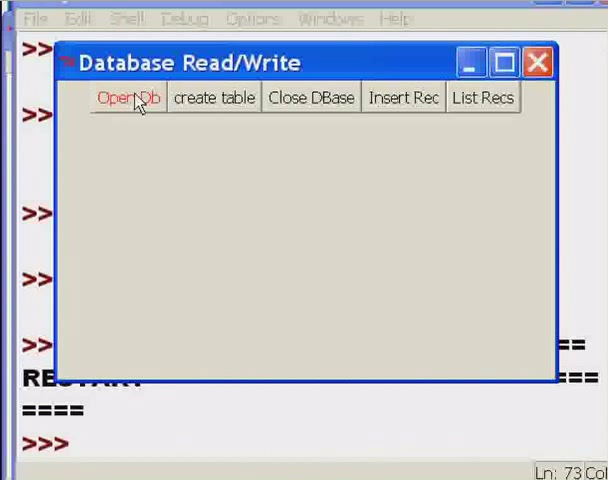 File Edit Shell Debug Options Windows Help
>>
Database Read/Write
Open Db create table Close DBase Insert Rec List Recs
>>
>>
>>
>> ==
RESTART ===
====
>>>
Ln: 73 Col